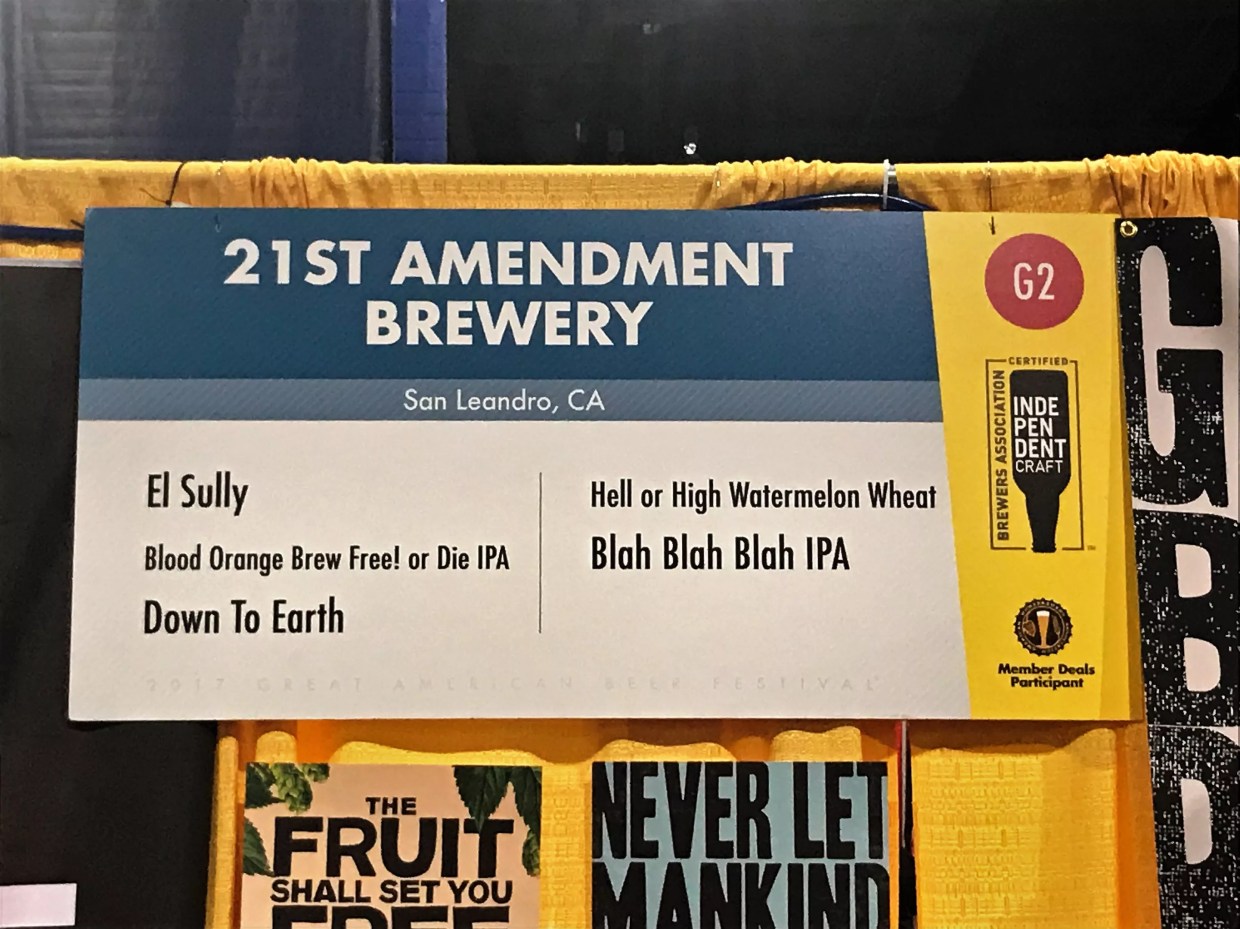 21ST AMENDMENT
BREWERY
San Leandro, CA
El Sully
Blood Orange Brew Free! or Die IPA
Down To Earth
Hell or High Watermelon Wheat
Blah Blah Blah IPA
2017 GREAT AMERICAN BEER FESTIVAL
G2
CERTIFIED
BREWERS ASSOCIATION
INDE
PEN
DENT
CRAFT
Member Deals
Participant
THE
FRUIT
SHALL SET YOU
FREE
NEVER LET
MANKIND
G
B